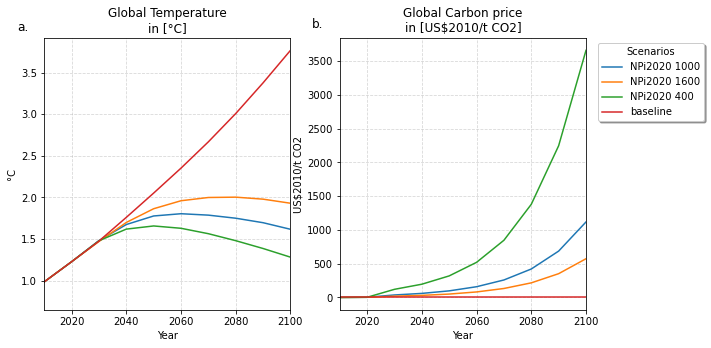 a.
Global Temperature
in [°C]
°C
3.5
3.0
2.5
2.0
1.5
1.0
2020
2040
2060
2080
2100
Year
b.
Global Carbon price
in [US$2010/t CO2]
US$2010/t CO2
3500
3000
2500
2000
1500
1000
500
0
2020
2040
2060
2080
2100
Year
Scenarios
NPi2020 1000
NPi2020 1600
NPi2020 400
baseline